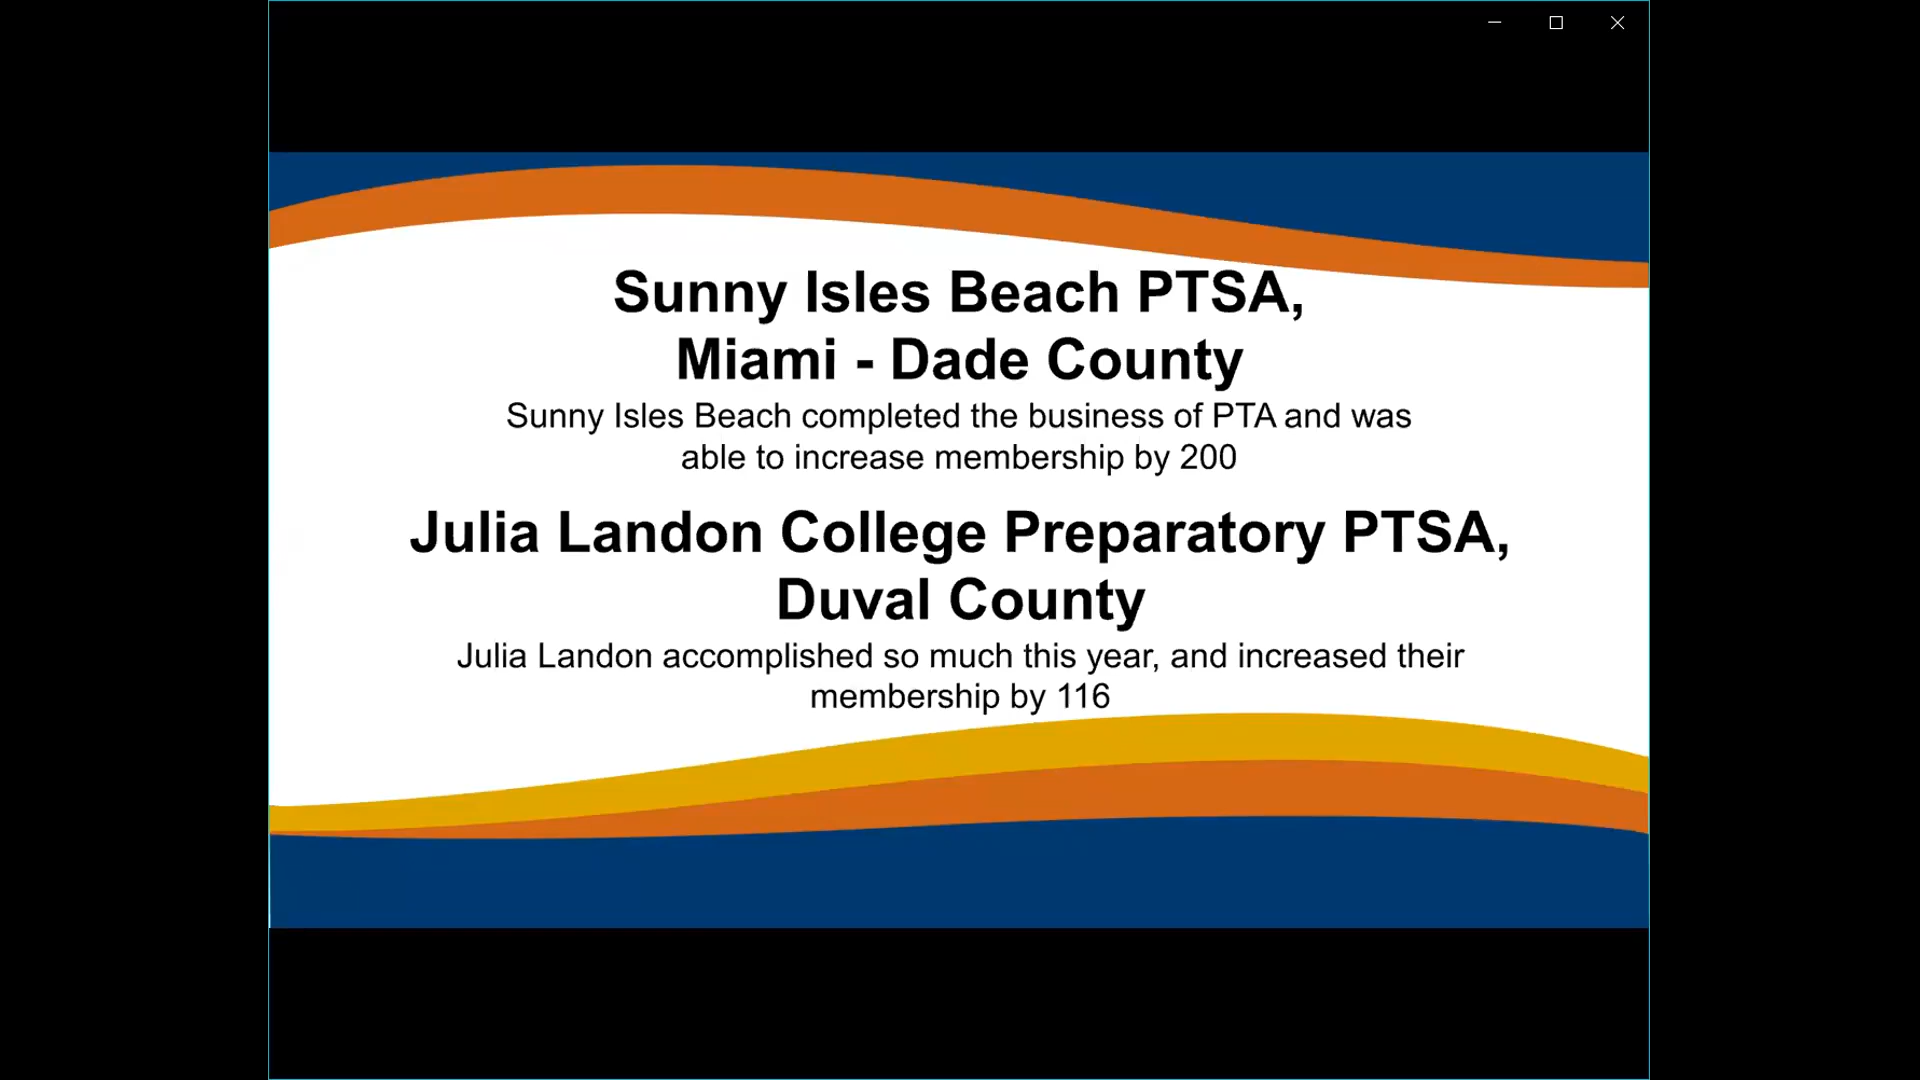 Sunny Isles Beach PTSA,
Miami - Dade County
Sunny Isles Beach completed the business of PTA and was
able to increase membership by 200
Julia Landon College Preparatory PTSA,
Duval County
Julia Landon accomplished so much this year, and increased their
membership by 116